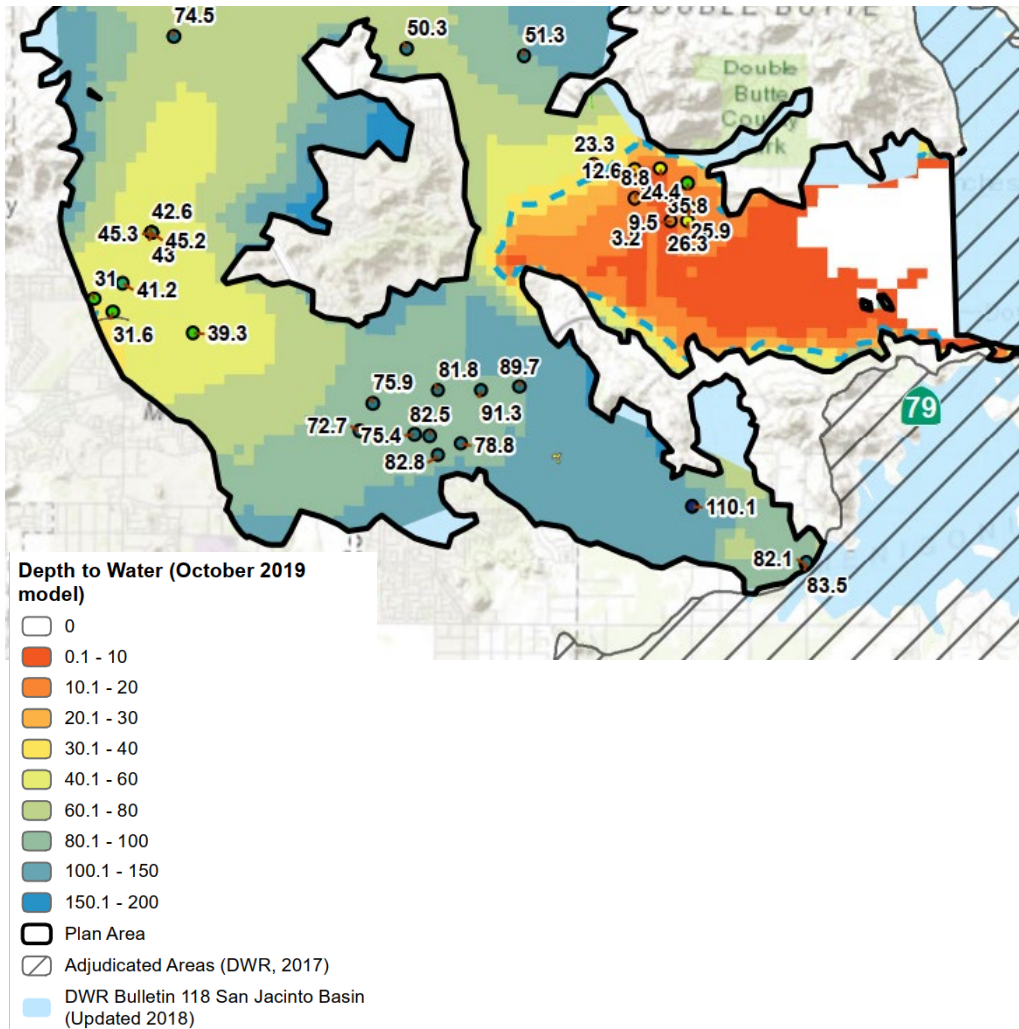 DOUBLE BUTTE
74.5
50.3
51.3
Double
Butte
County
Park
23.3
12.6
8.8
24.4
35.8
9.5
25.9
3.2
26.3
42.6
45.3
45.2
43
31
41.2
31.6
39.3
79
81.8
89.7
75.9
91.3
72.7
82.5
75.4
78.8
82.8
110.1
82.1
83.5
Depth to Water (October 2019
model)
0
0.1 - 10
10.1 - 20
20.1 - 30
30.1 - 40
40.1 - 60
60.1 - 80
80.1 - 100
100.1 - 150
150.1 - 200
Plan Area
Adjudicated Areas (DWR, 2017)
DWR Bulletin 118 San Jacinto Basin
(Updated 2018)